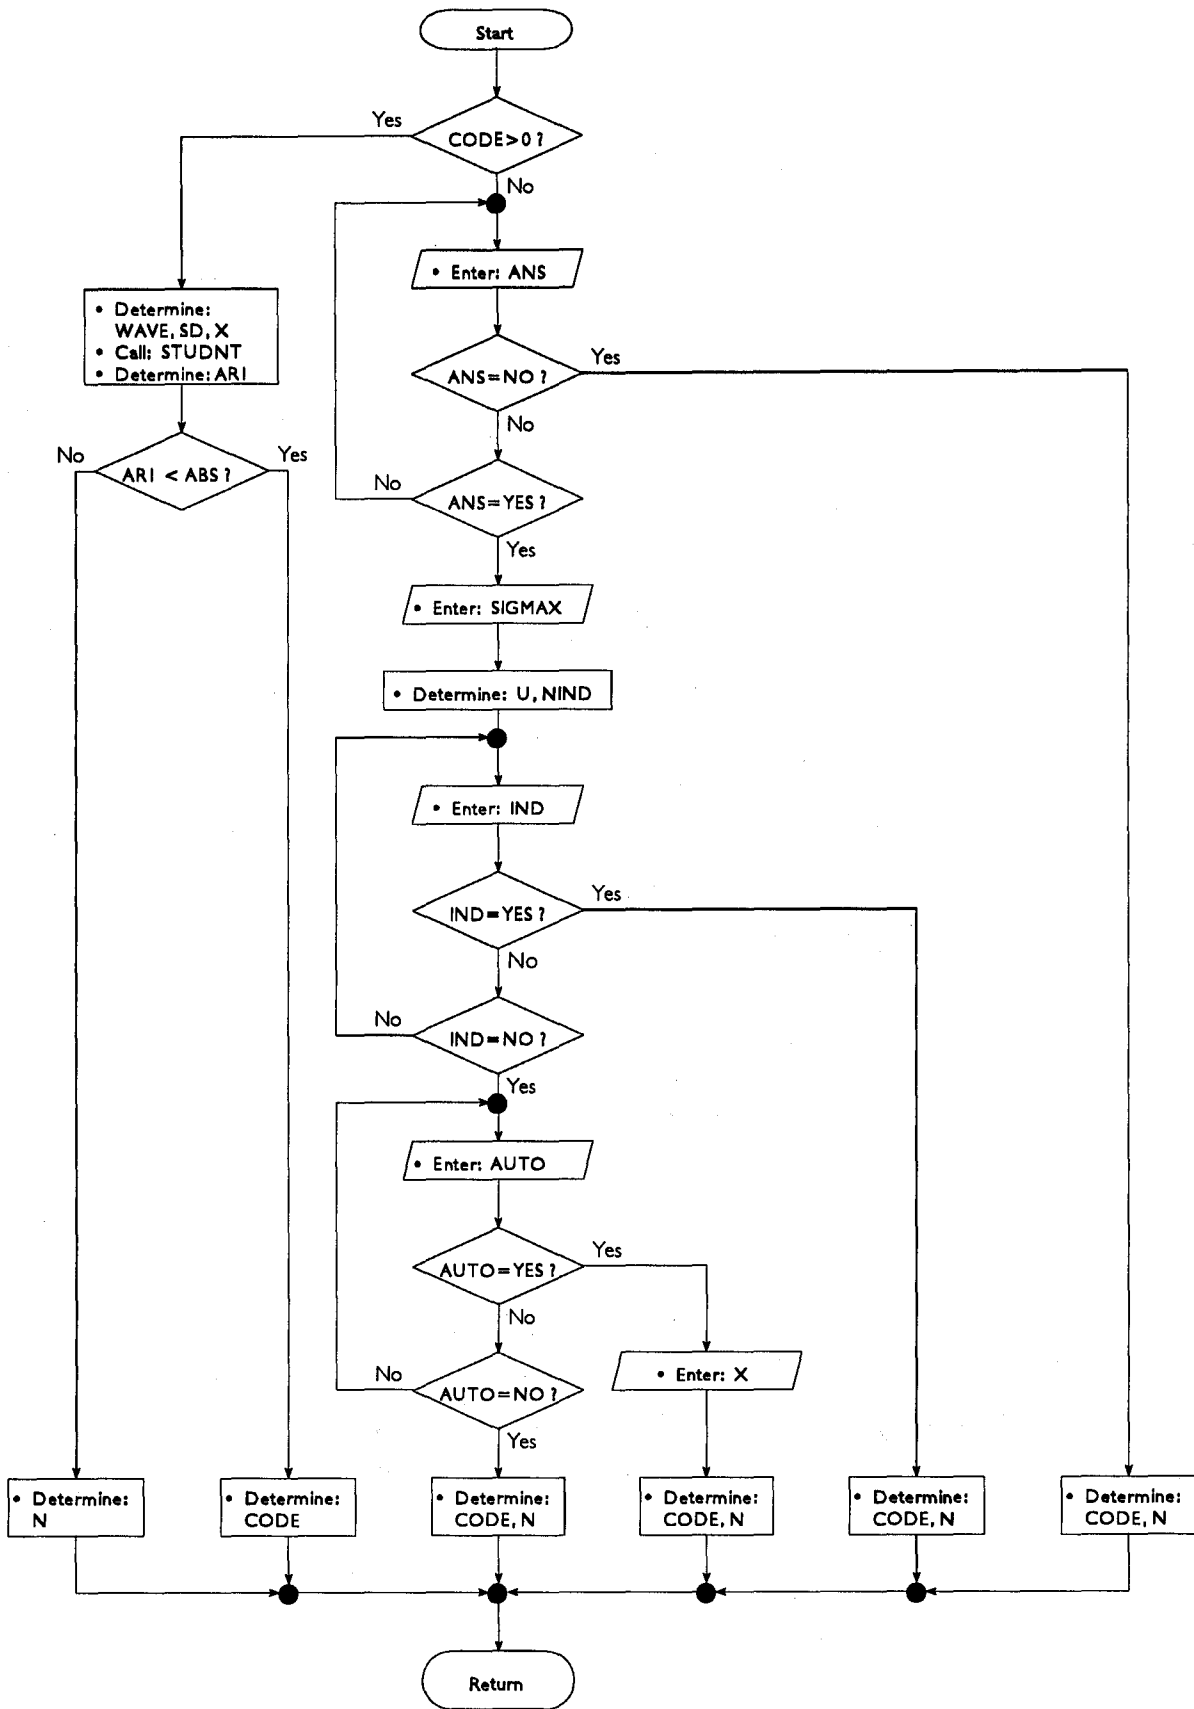 Start
Yes
CODE>0?
No
• Enter: ANS
• Determine:
WAVE, SD, X
• Call: STUDNT
• Determine: ARI
Yes
ANS=NO?
No
No
Yes
ARI < ABS?
No
ANS=YES?
Yes
• Enter: SIGMAX
• Determine: U, NIND
• Enter: IND
Yes
IND=YES?
No
No
IND=NO?
Yes
• Enter: AUTO
Yes
AUTO=YES?
No
• Enter: X
No
AUTO=NO?
Yes
• Determine:
N
• Determine:
CODE
• Determine:
CODE, N
• Determine:
CODE, N
• Determine:
CODE, N
• Determine:
CODE, N
Return